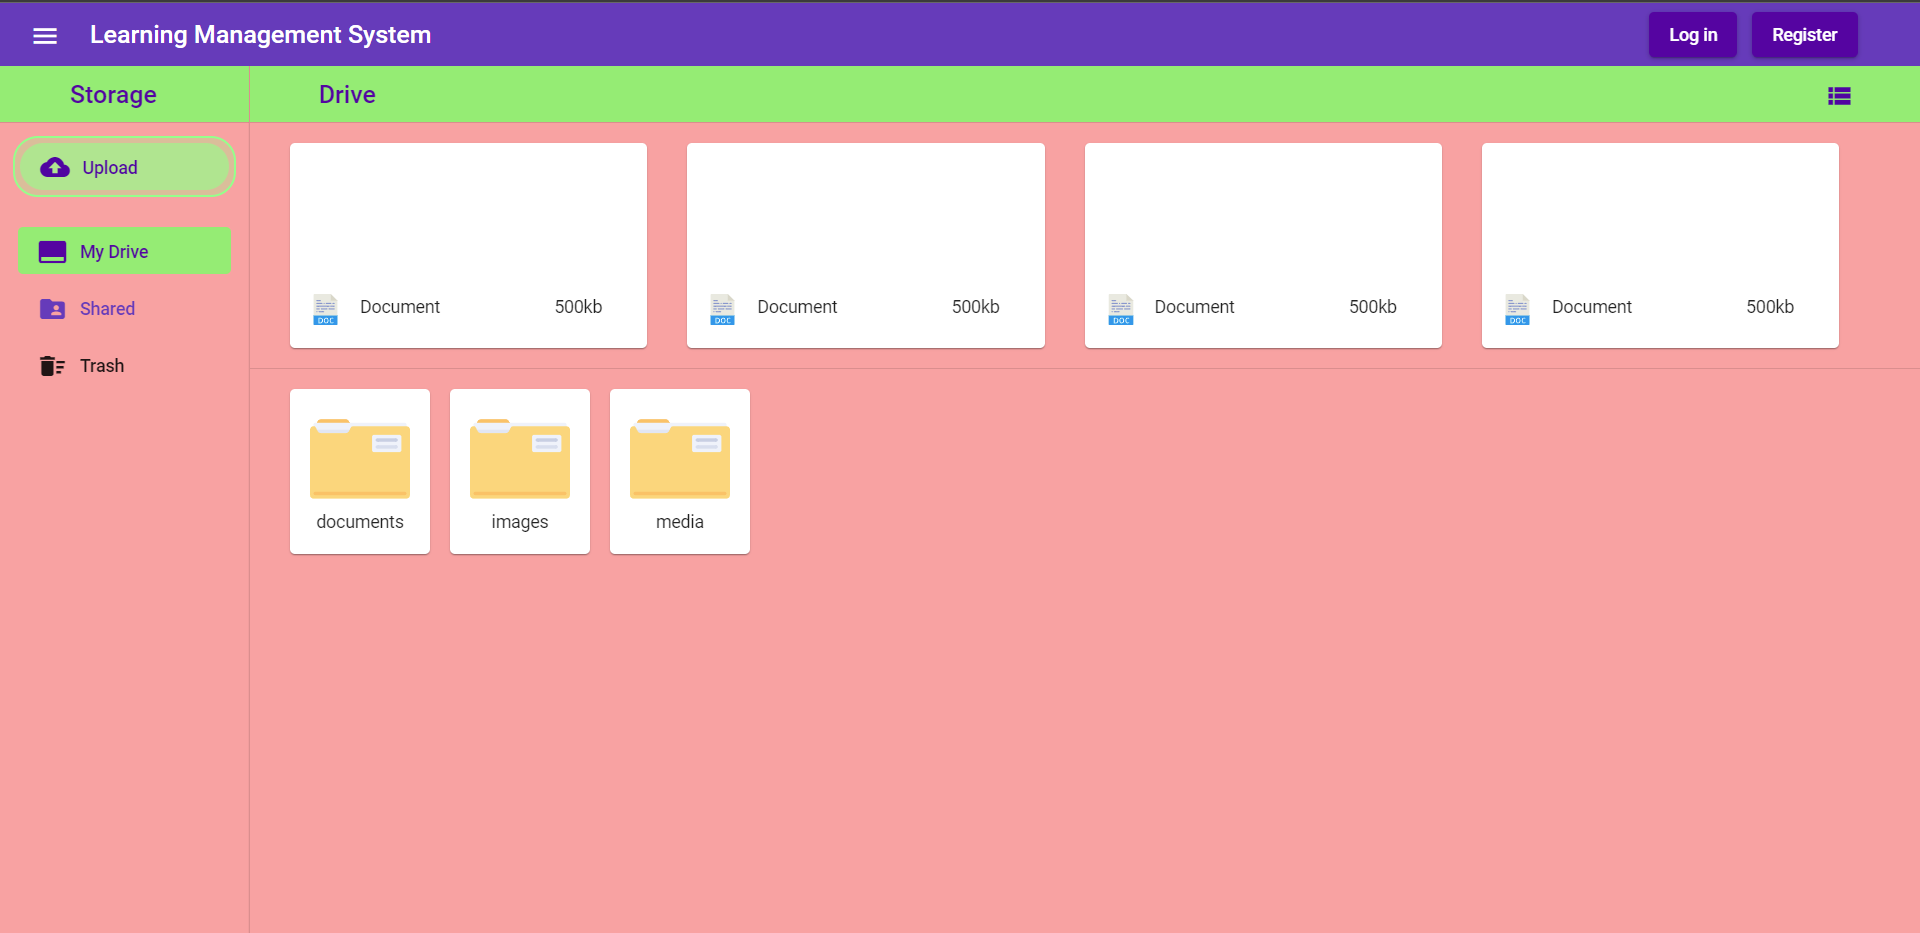 Learning Management System
Log in
Register
Storage
Drive
Upload
My Drive
Shared
Trash
DOC Document 500kb
DOC Document 500kb
DOC Document 500kb
DOC Document 500kb
documents
images
media